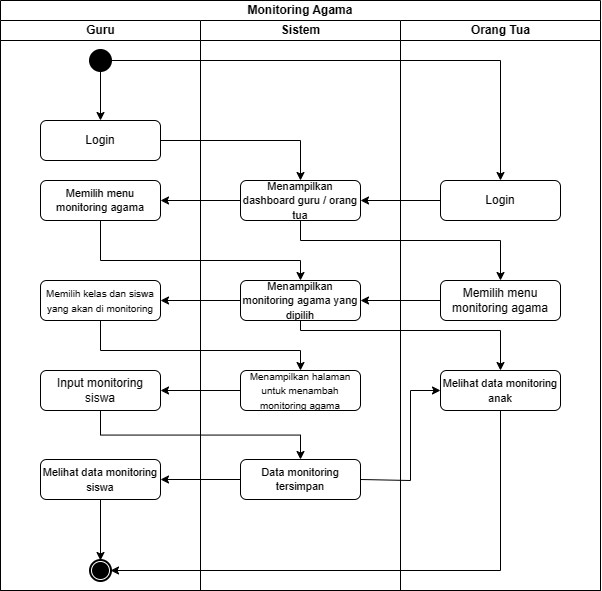 Monitoring Agama
Guru
Sistem
Orang Tua
Login
Memilih menu
monitoring agama
Menampilkan
dashboard guru / orang
tua
Login
Memilih kelas dan siswa
yang akan di monitoring
Menampilkan
monitoring agama yang
dipilih
Memilih menu
monitoring agama
Input monitoring
siswa
Menampilkan halaman
untuk menambah
monitoring agama
Melihat data monitoring
anak
Melihat data monitoring
siswa
Data monitoring
tersimpan